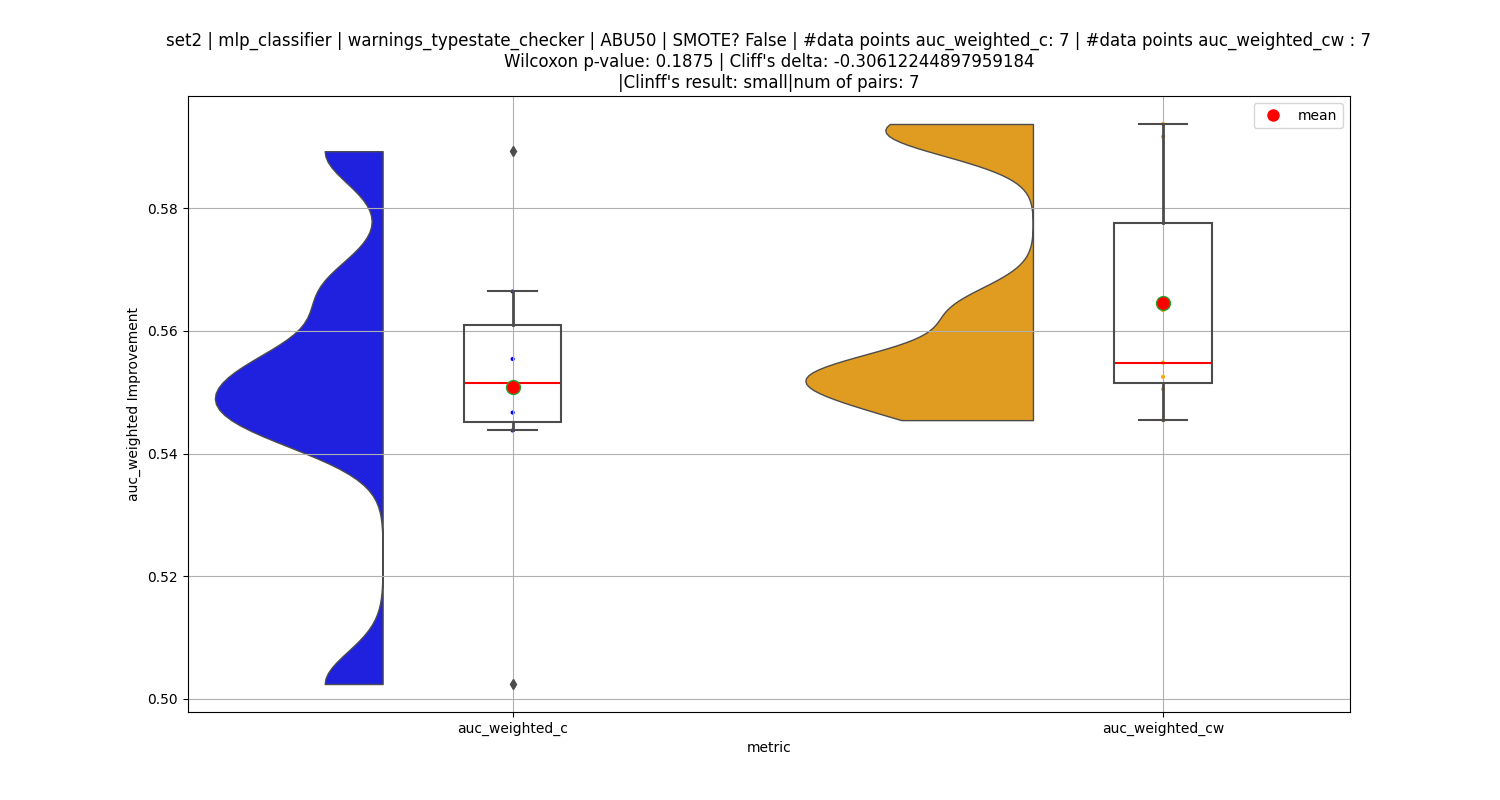 set2 | mlp_classifier | warnings_typestate_checker | ABU50 | SMOTE? False | #data points auc_weighted_c: 7 | #data points auc_weighted_cw : 7
Wilcoxon p-value: 0.1875 | Cliff's delta: -0.30612244897959184
|Clinff's result: small|num of pairs: 7
mean
0.58
0.56
0.54
0.52
0.50
auc_weighted Improvement
auc_weighted_c
auc_weighted_cw
metric